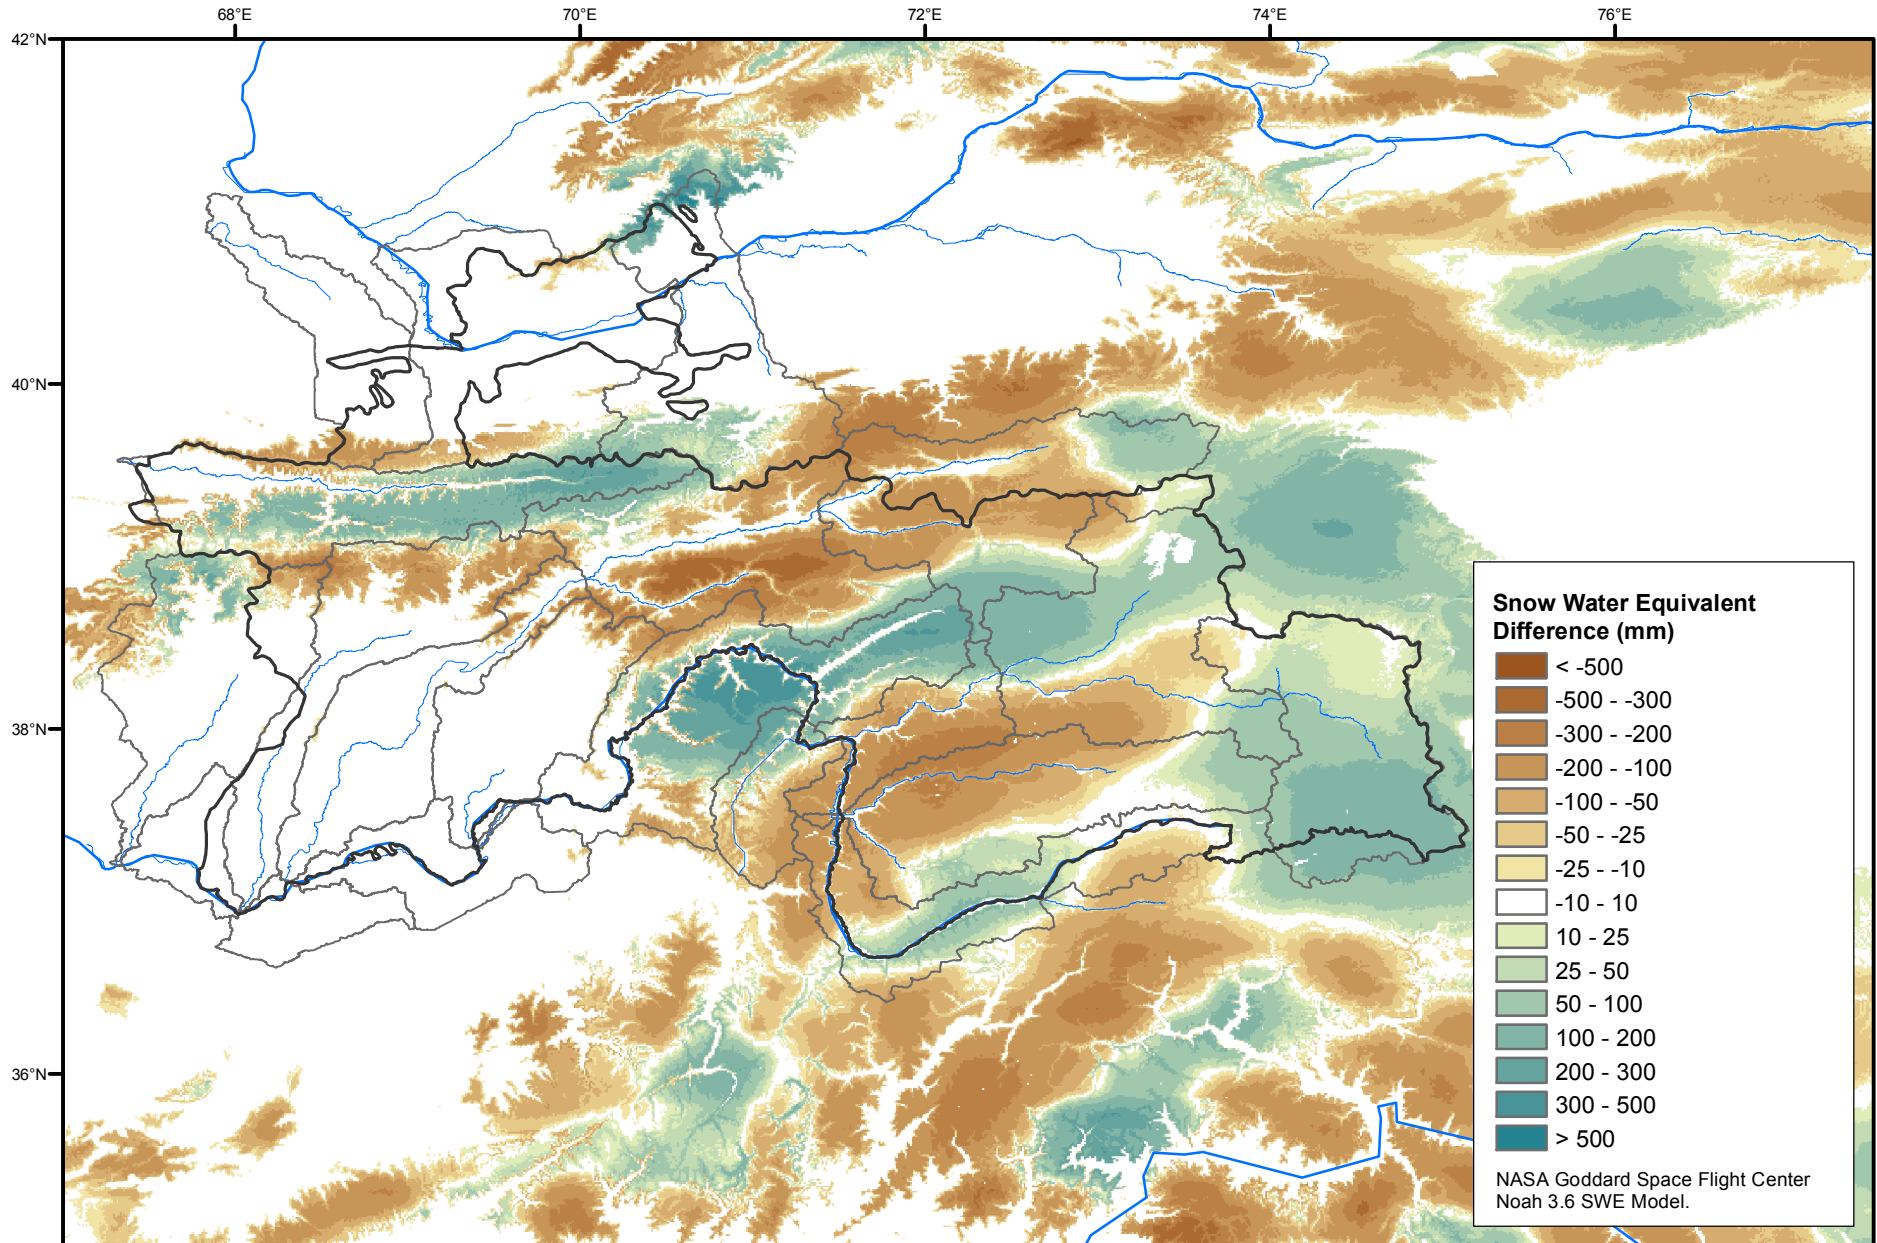 68°E
70°E
72°E
74°E
76°E
42°N
40°N
38°N
36°N
Snow Water Equivalent
Difference (mm)
< -500
-500 - -300
-300 - -200
-200 - -100
-100 - -50
-50 - -25
-25 - -10
-10 - 10
10 - 25
25 - 50
50 - 100
100 - 200
200 - 300
300 - 500
> 500
NASA Goddard Space Flight Center
Noah 3.6 SWE Model.